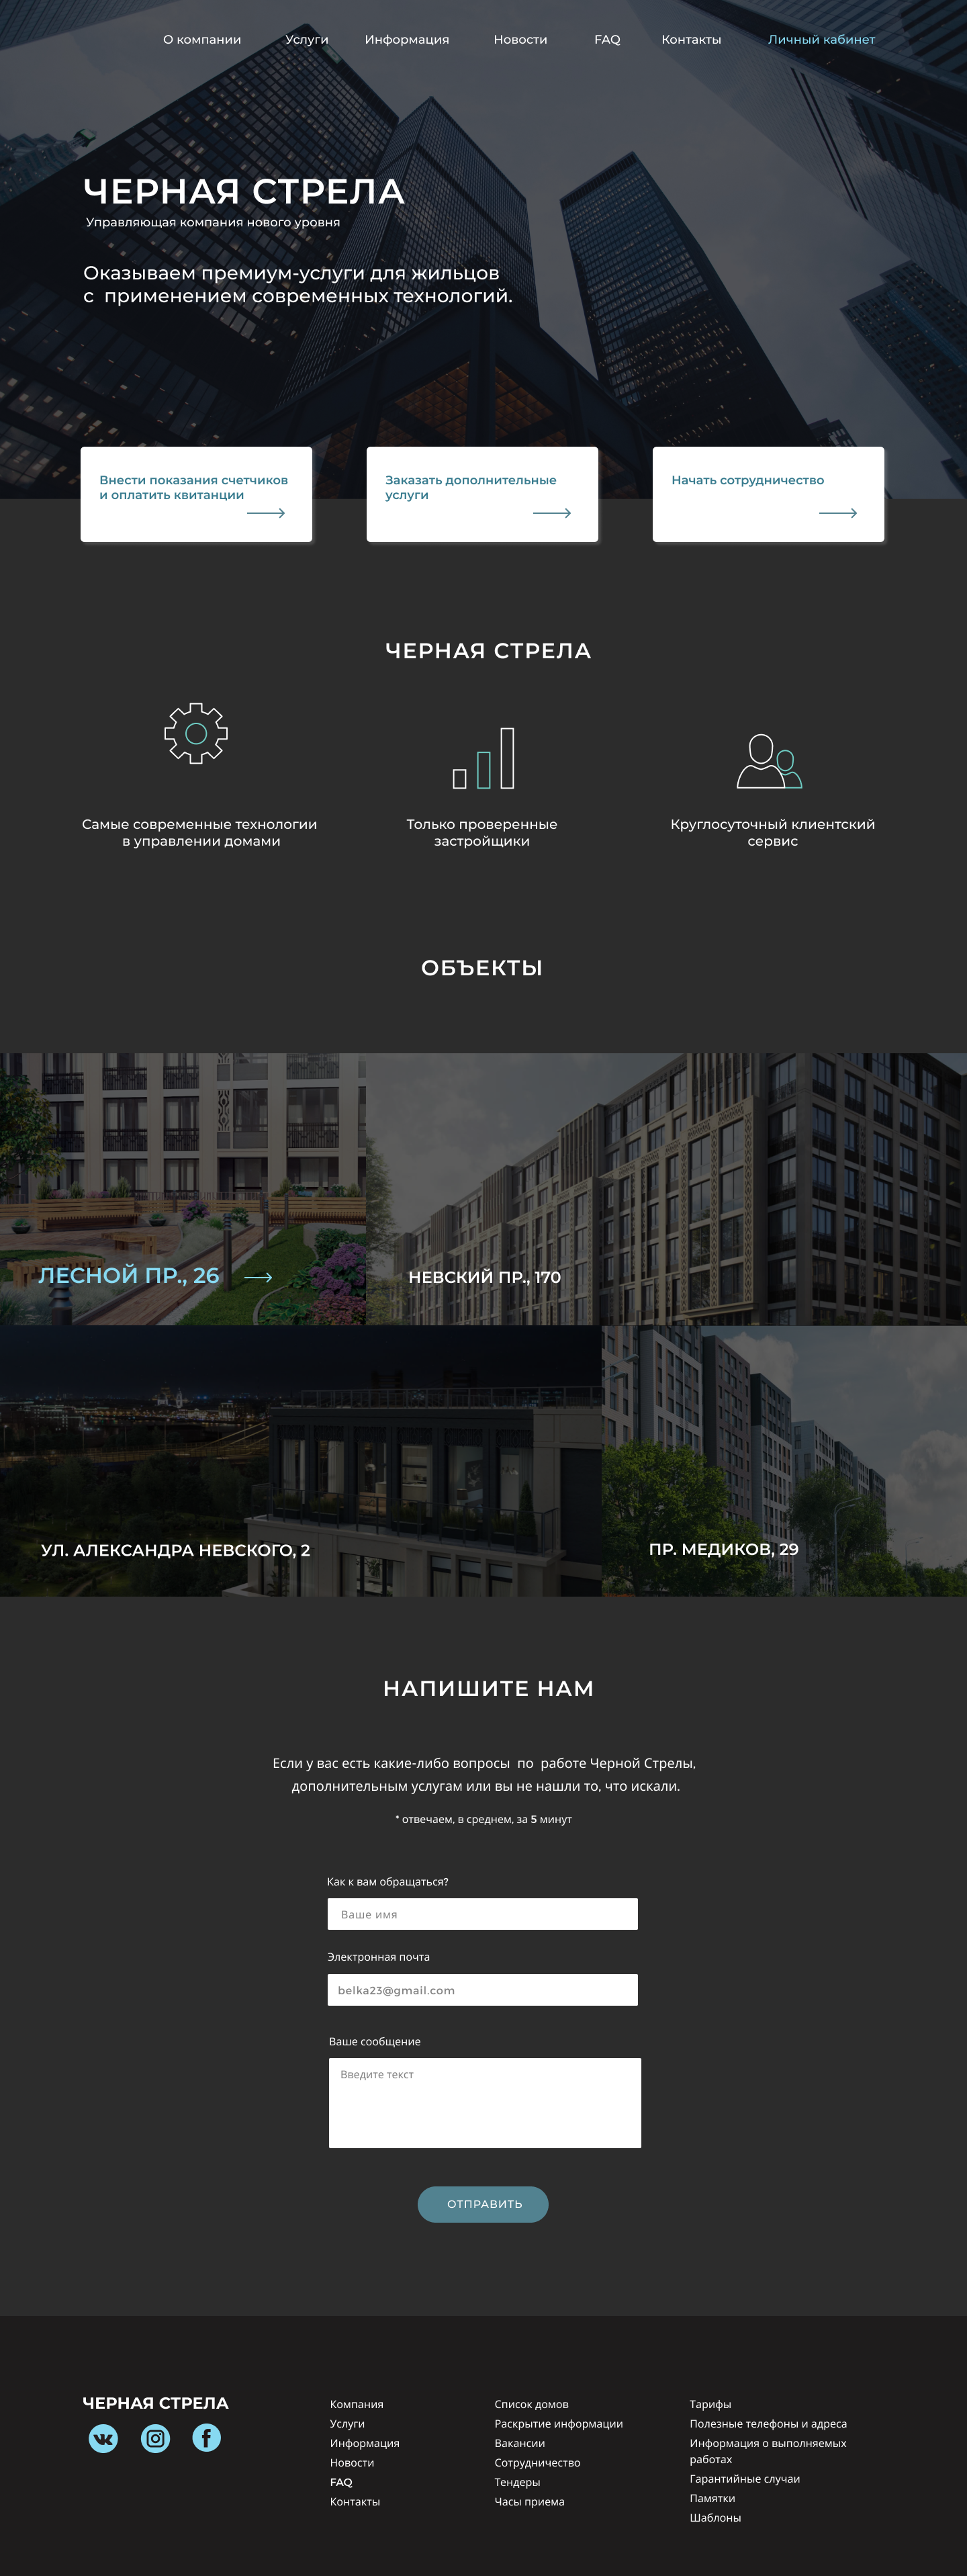 О компании
Услуги
Информация
Новости
FAQ
Контакты
Личный кабинет
ЧЕРНАЯ СТРЕЛА
Управляющая компания нового уровня
Оказываем премиум-услуги для жильцов
с применением современных технологий.
Внести показания счетчиков
и оплатить квитанции
Заказать дополнительные
услуги
Начать сотрудничество
ЧЕРНАЯ СТРЕЛА
Самые современные технологии
в управлении домами
Только проверенные
застройщики
Круглосуточный клиентский
сервис
ОБЪЕКТЫ
ЛЕСНОЙ ПР., 26
НЕВСКИЙ ПР., 170
УЛ. АЛЕКСАНДРА НЕВСКОГО, 2
ПР. МЕДИКОВ, 29
НАПИШИТЕ НАМ
Если у вас есть какие-либо вопросы по работе Черной Стрелы,
дополнительным услугам или вы не нашли то, что искали.
* отвечаем, в среднем, за 5 минут
Как к вам обращаться?
Ваше имя
Электронная почта
belka23@gmail.com
Ваше сообщение
Введите текст
ОТПРАВИТЬ
ЧЕРНАЯ СТРЕЛА
Компания
Услуги
Информация
Новости
FAQ
Контакты
Список домов
Раскрытие информации
Вакансии
Сотрудничество
Тендеры
Часы приема
Тарифы
Полезные телефоны и адреса
Информация о выполняемых
работах
Гарантийные случаи
Памятки
Шаблоны